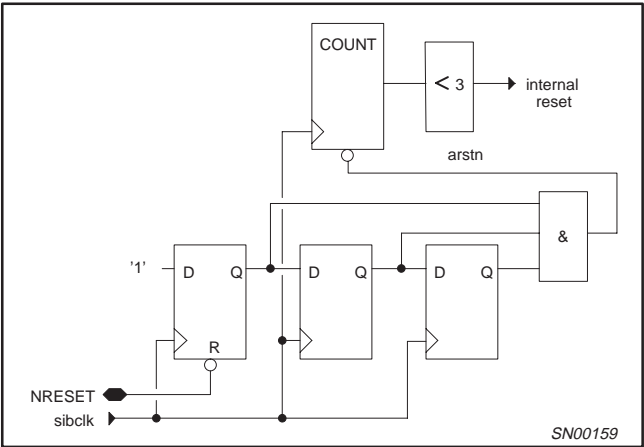 COUNT
< 3
internal
reset
arstn
&
'1'
D Q
D Q
D Q
R
NRESET
sibclk
SN00159